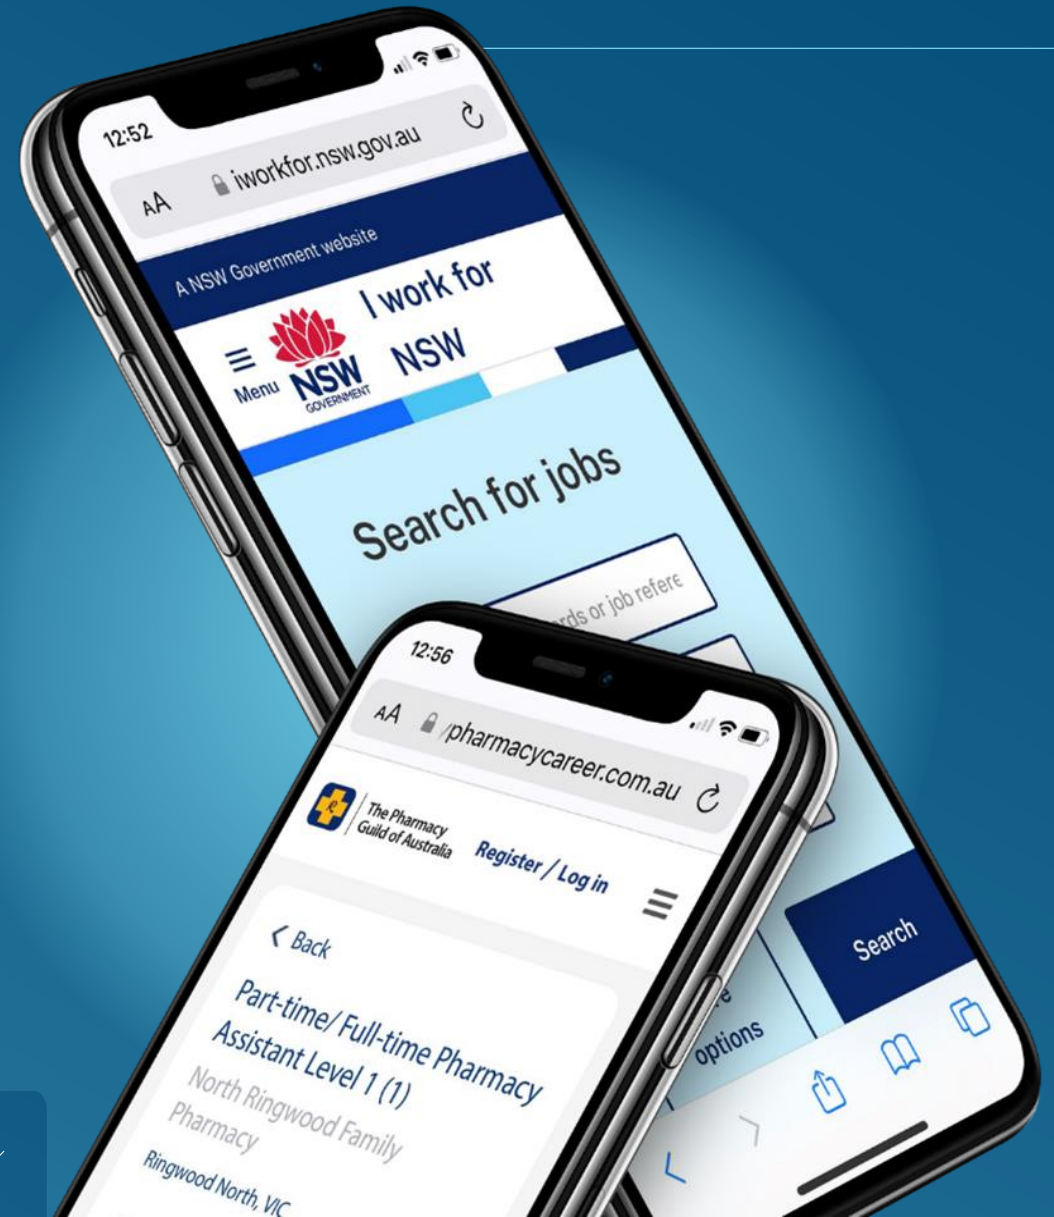 12:52
AA iworkfor.nsw.gov.au
A NSW Government website
Menu
NSW
GOVERNMENT
I work for
NSW
Search for jobs
or job refere
Search
options
12:56
AA /pharmacycareer.com.au
The Pharmacy
Guild of Australia
Register / Log in
Back
Part-time/ Full-time Pharmacy
Assistant Level 1 (1)
North Ringwood Family
Pharmacy
Ringwood North, VIC